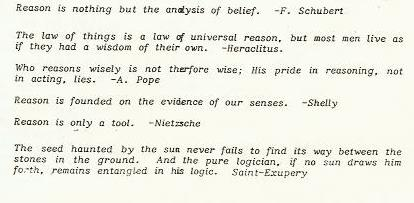 Reason is nothing but the analysis of belief. -F. Schubert
The law of things is a law of universal reason, but most men live as
if they had a wisdom of their own. -Heraclitus.
Who reasons wisely is not therfore wise; His pride in reasoning, not
in acting, lies. -A. Pope
Reason is founded on the evidence of our senses. -Shelly
Reason is only a tool. -Nietzsche
The seed haunted by the sun never fails to find its way between the
stones in the ground. And the pure logician, if no sun draws him
forth, remains entangled in his logic. Saint-Exupery